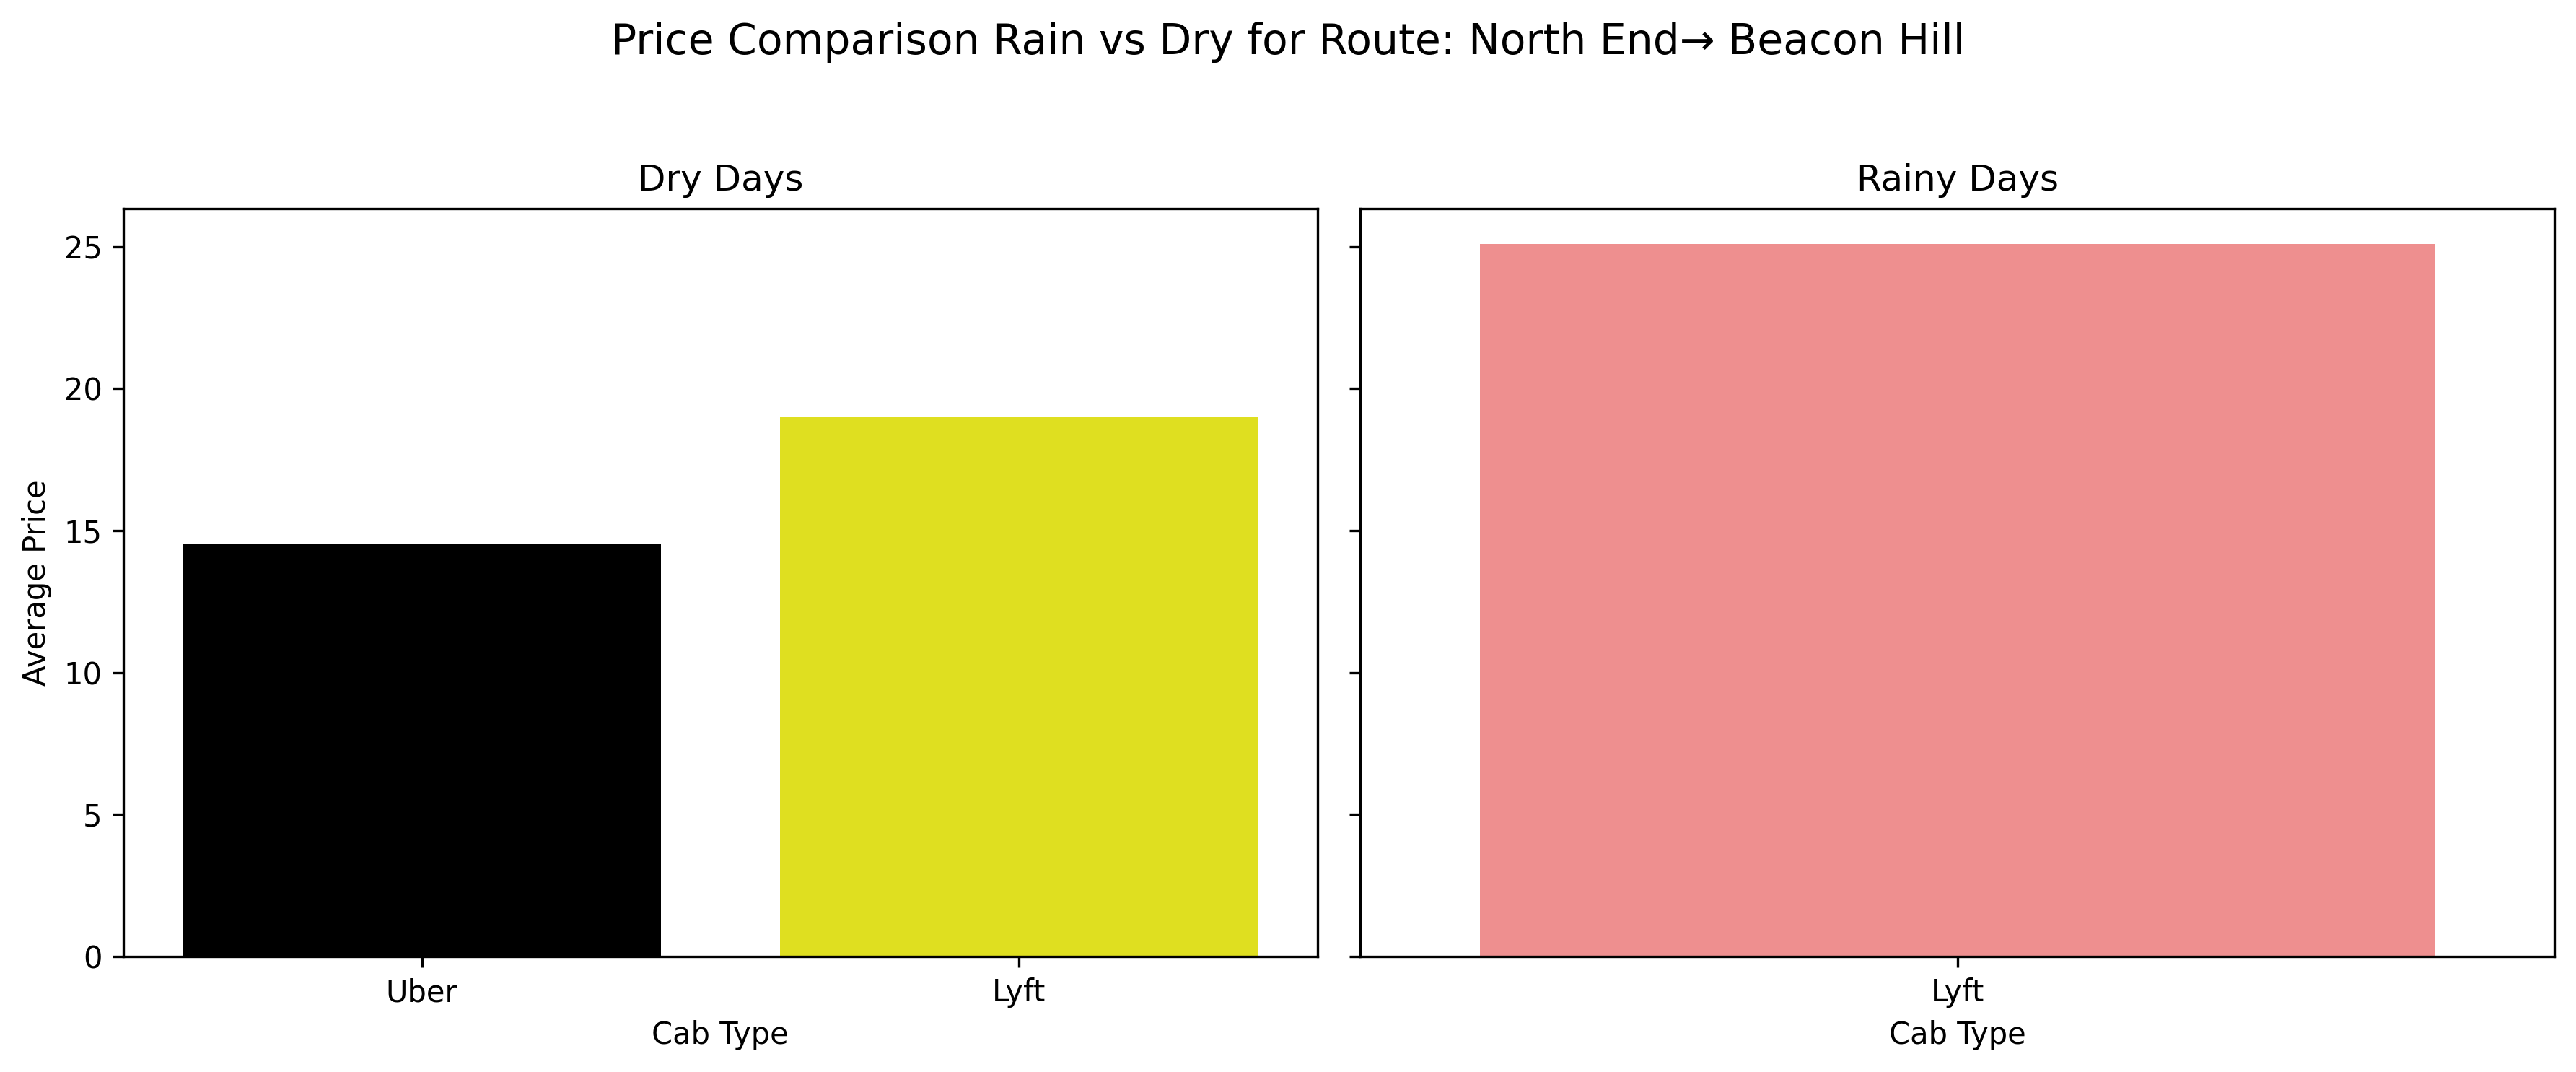 Price Comparison Rain vs Dry for Route: North End→ Beacon Hill
Dry Days
Average Price
25
20
15
10
5
0
Uber
Lyft
Cab Type
Rainy Days
Lyft
Cab Type